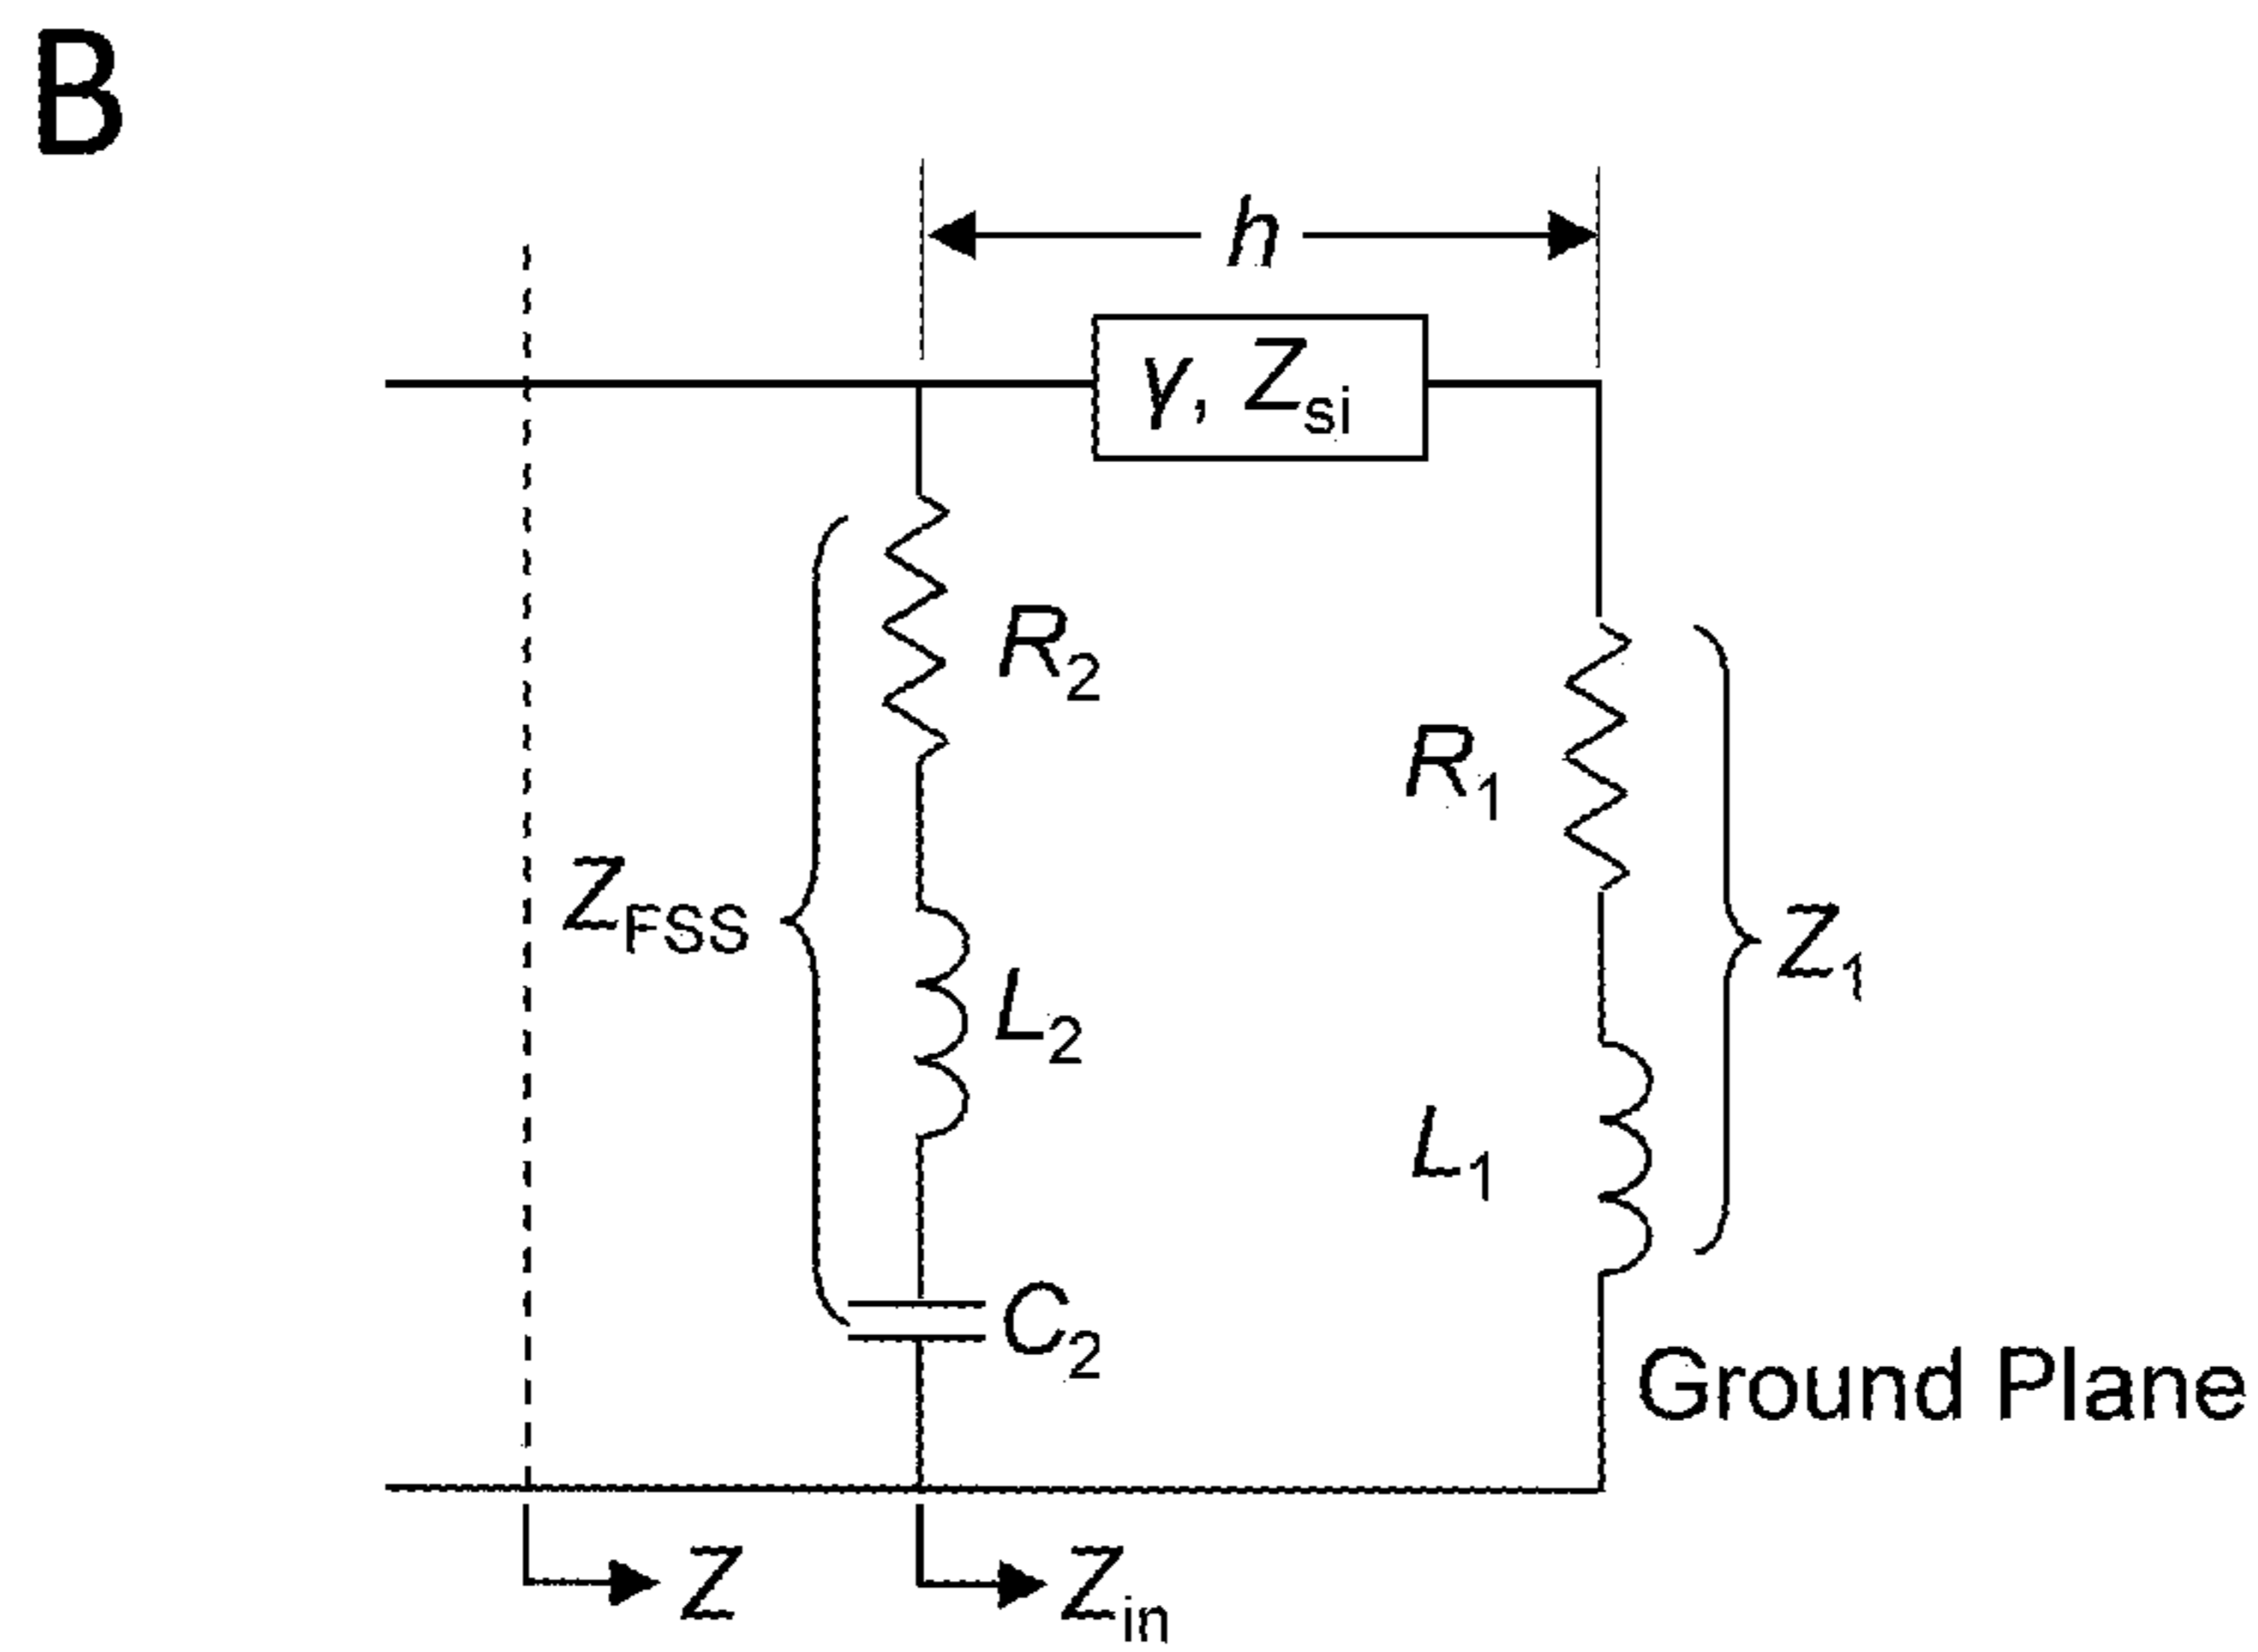 B
h
γ, Zsi
R2
R1
ZFSS
Z1
L2
L1
C2
Ground Plane
Z
Zin